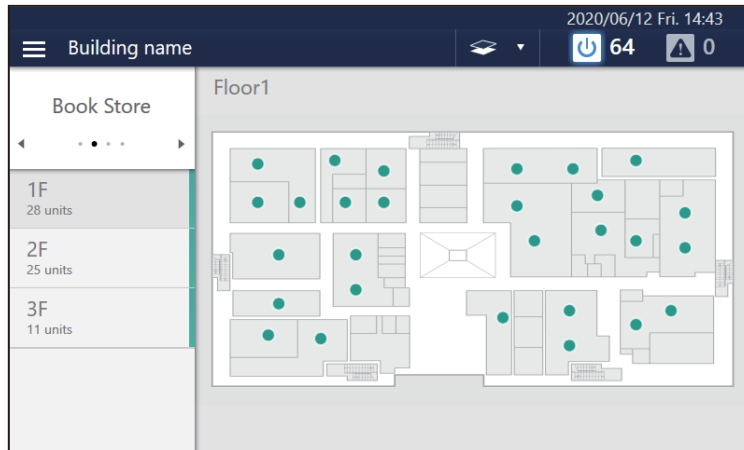 2020/06/12 Fri. 14:43
Building name
64
0
Book Store
Floor1
1F
28 units
2F
25 units
3F
11 units